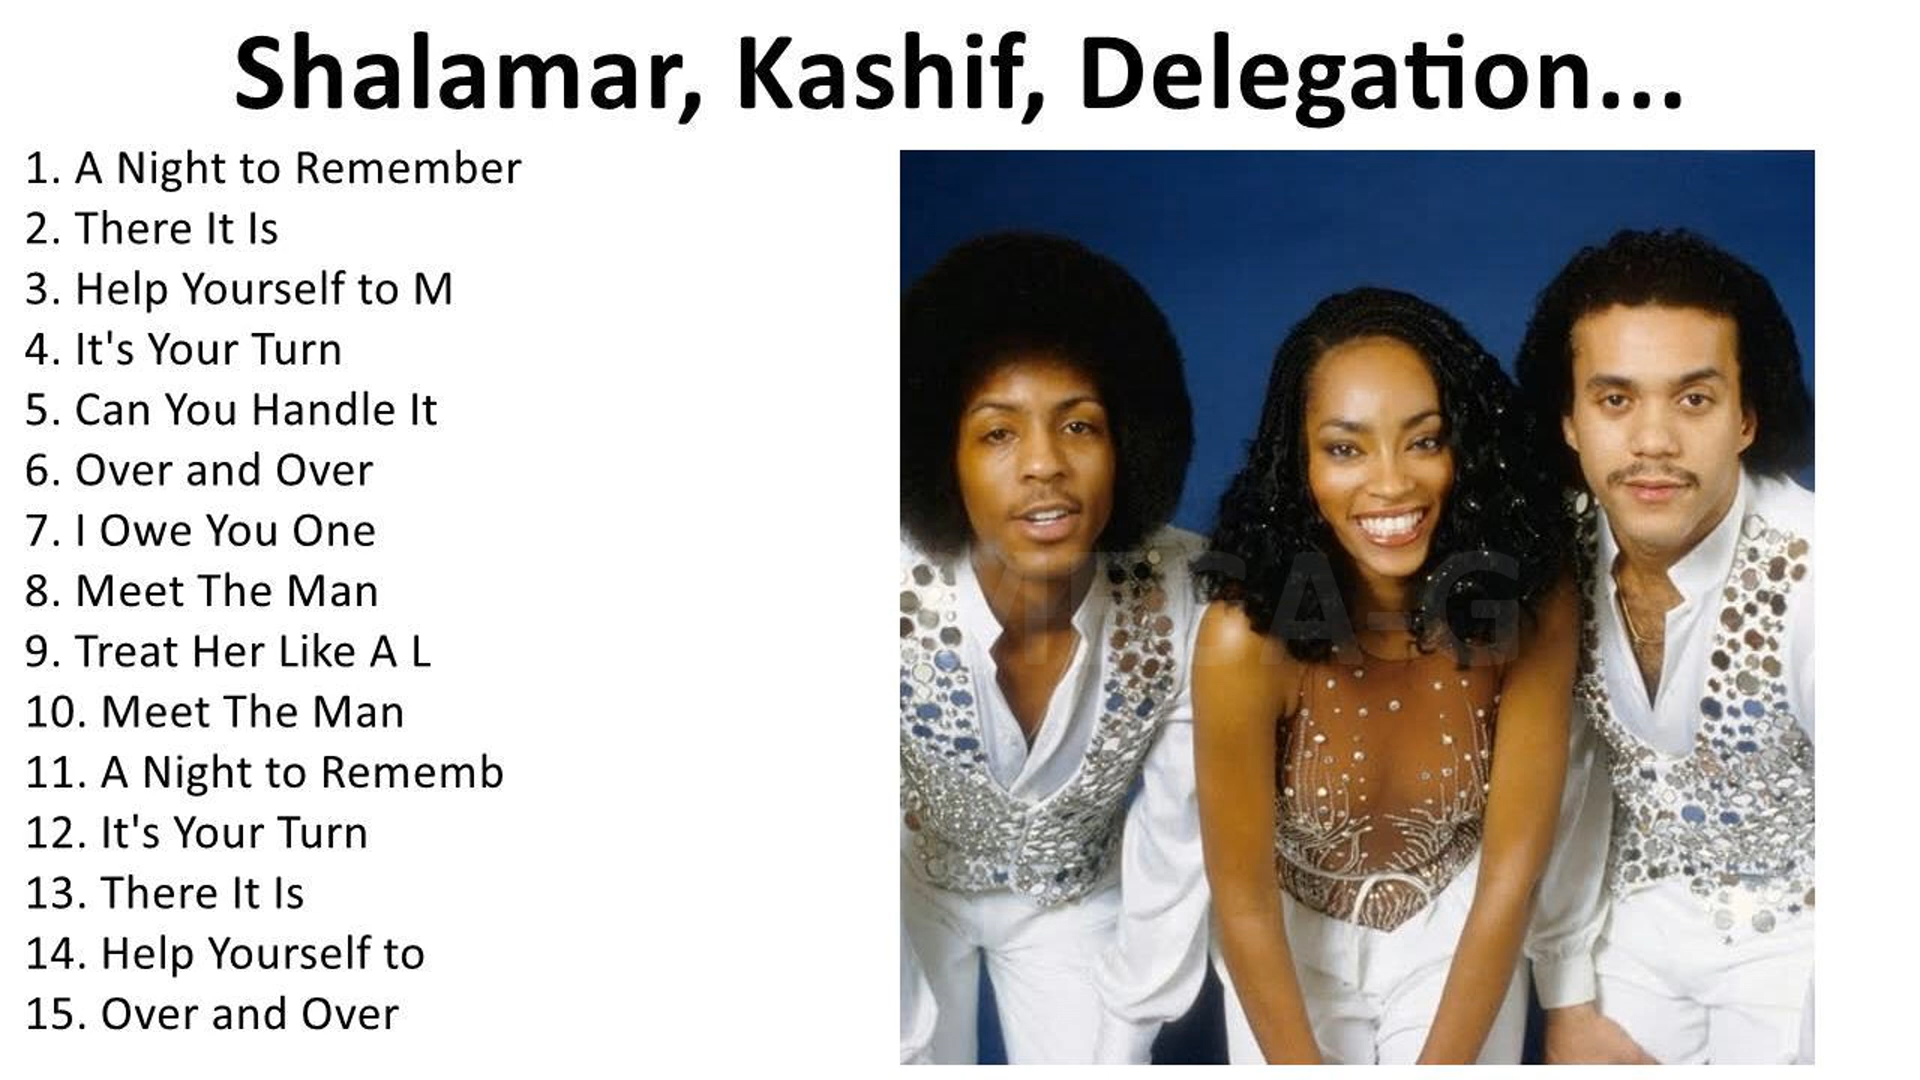 Shalamar, Kashif, Delegation...
1. A Night to Remember
2. There It Is
3. Help Yourself to M
4. It's Your Turn
5. Can You Handle It
6. Over and Over
7. I Owe You One
8. Meet The Man
9. Treat Her Like A L
10. Meet The Man
11. A Night to Rememb
12. It's Your Turn
13. There It Is
14. Help Yourself to
15. Over and Over
MEGA-G